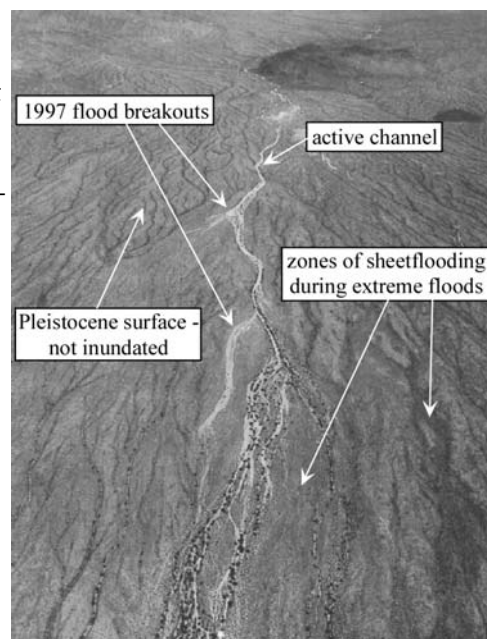 1997 flood breakouts
active channel
zones of sheetflooding
during extreme floods
Pleistocene surface -
not inundated